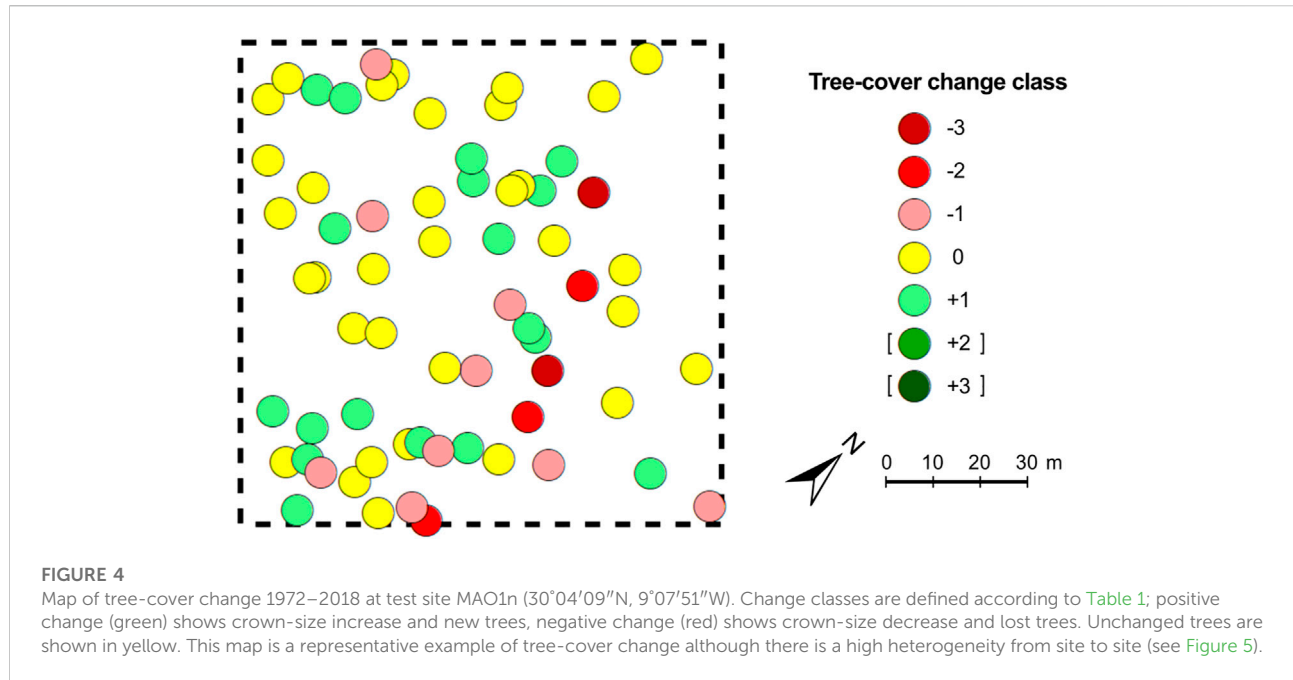 Tree-cover change class
-3
-2
-1
0
+1
[ +2 ]
[ +3 ]
N
0 10 20 30 m
FIGURE 4
Map of tree-cover change 1972–2018 at test site MAO1n (30°04′09″N, 9°07′51″W). Change classes are defined according to Table 1; positive
change (green) shows crown-size increase and new trees, negative change (red) shows crown-size decrease and lost trees. Unchanged trees are
shown in yellow. This map is a representative example of tree-cover change although there is a high heterogeneity from site to site (see Figure 5).